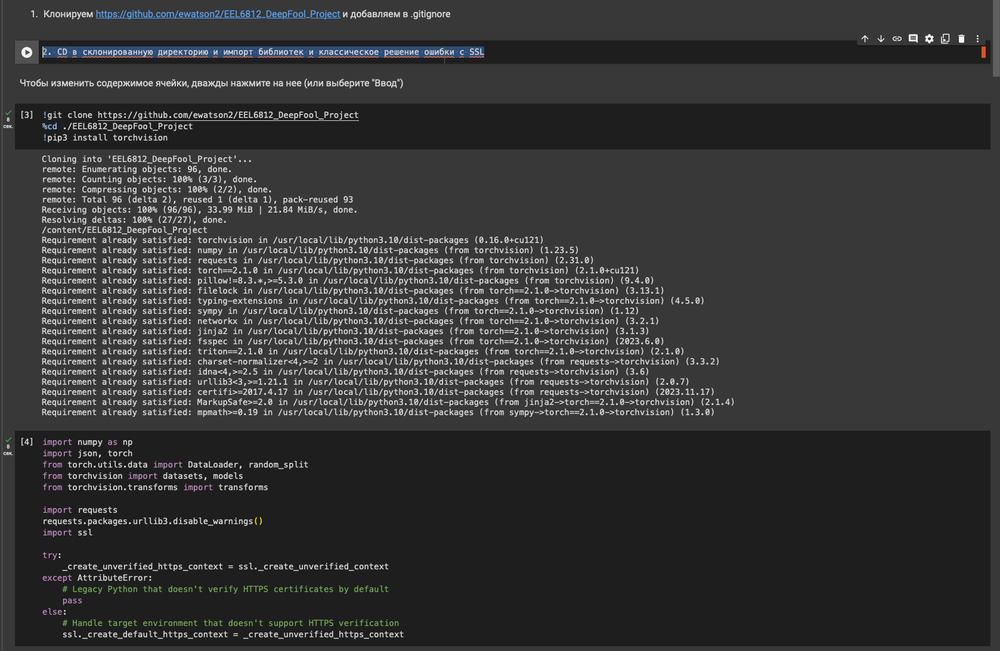 1. Клонируем https://github.com/ewatson2/EEL6812_DeepFool_Project и добавляем в .gitignore
2. CD в склонированную директорию и импорт библиотек и классическое решение ошибки с SSL
Чтобы изменить содержимое ячейки, дважды нажмите на нее (или выберите "Ввод")
8
сек.
[3] !git clone https://github.com/ewatson2/EEL6812_DeepFool_Project
%cd ./EEL6812_DeepFool_Project
!pip3 install torchvision
Cloning into 'EEL6812_DeepFool_Project'...
remote: Enumerating objects: 96, done.
remote: Counting objects: 100% (3/3), done.
remote: Compressing objects: 100% (2/2), done.
remote: Total 96 (delta 2), reused 1 (delta 1), pack-reused 93
Receiving objects: 100% (96/96), 33.99 MiB | 21.84 MiB/s, done.
Resolving deltas: 100% (27/27), done.
/content/EEL6812_DeepFool_Project
Requirement already satisfied: torchvision in /usr/local/lib/python3.10/dist-packages (0.16.0+cu121)
Requirement already satisfied: numpy in /usr/local/lib/python3.10/dist-packages (from torchvision) (1.23.5)
Requirement already satisfied: requests in /usr/local/lib/python3.10/dist-packages (from torchvision) (2.31.0)
Requirement already satisfied: torch==2.1.0 in /usr/local/lib/python3.10/dist-packages (from torchvision) (2.1.0+cu121)
Requirement already satisfied: pillow!=8.3.*,>=5.3.0 in /usr/local/lib/python3.10/dist-packages (from torchvision) (9.4.0)
Requirement already satisfied: filelock in /usr/local/lib/python3.10/dist-packages (from torch==2.1.0->torchvision) (3.13.1)
Requirement already satisfied: typing-extensions in /usr/local/lib/python3.10/dist-packages (from torch==2.1.0->torchvision) (4.5.0)
Requirement already satisfied: sympy in /usr/local/lib/python3.10/dist-packages (from torch==2.1.0->torchvision) (1.12)
Requirement already satisfied: networkx in /usr/local/lib/python3.10/dist-packages (from torch==2.1.0->torchvision) (3.2.1)
Requirement already satisfied: jinja2 in /usr/local/lib/python3.10/dist-packages (from torch==2.1.0->torchvision) (3.1.3)
Requirement already satisfied: fsspec in /usr/local/lib/python3.10/dist-packages (from torch==2.1.0->torchvision) (2023.6.0)
Requirement already satisfied: triton==2.1.0 in /usr/local/lib/python3.10/dist-packages (from torch==2.1.0->torchvision) (2.1.0)
Requirement already satisfied: charset-normalizer<4,>=2 in /usr/local/lib/python3.10/dist-packages (from requests->torchvision) (3.3.2)
Requirement already satisfied: idna<4,>=2.5 in /usr/local/lib/python3.10/dist-packages (from requests->torchvision) (3.6)
Requirement already satisfied: urllib3<3,>=1.21.1 in /usr/local/lib/python3.10/dist-packages (from requests->torchvision) (2.0.7)
Requirement already satisfied: certifi>=2017.4.17 in /usr/local/lib/python3.10/dist-packages (from requests->torchvision) (2023.11.17)
Requirement already satisfied: MarkupSafe>=2.0 in /usr/local/lib/python3.10/dist-packages (from jinja2->torch==2.1.0->torchvision) (2.1.4)
Requirement already satisfied: mpmath>=0.19 in /usr/local/lib/python3.10/dist-packages (from sympy->torch==2.1.0->torchvision) (1.3.0)
8
сек.
[4] import numpy as np
import json, torch
from torch.utils.data import DataLoader, random_split
from torchvision import datasets, models
from torchvision.transforms import transforms
import requests
requests.packages.urllib3.disable_warnings()
import ssl
try:
_create_unverified_https_context = ssl._create_unverified_context
except AttributeError:
# Legacy Python that doesn't verify HTTPS certificates by default
pass
else:
# Handle target environment that doesn't support HTTPS verification
ssl._create_default_https_context = _create_unverified_https_context